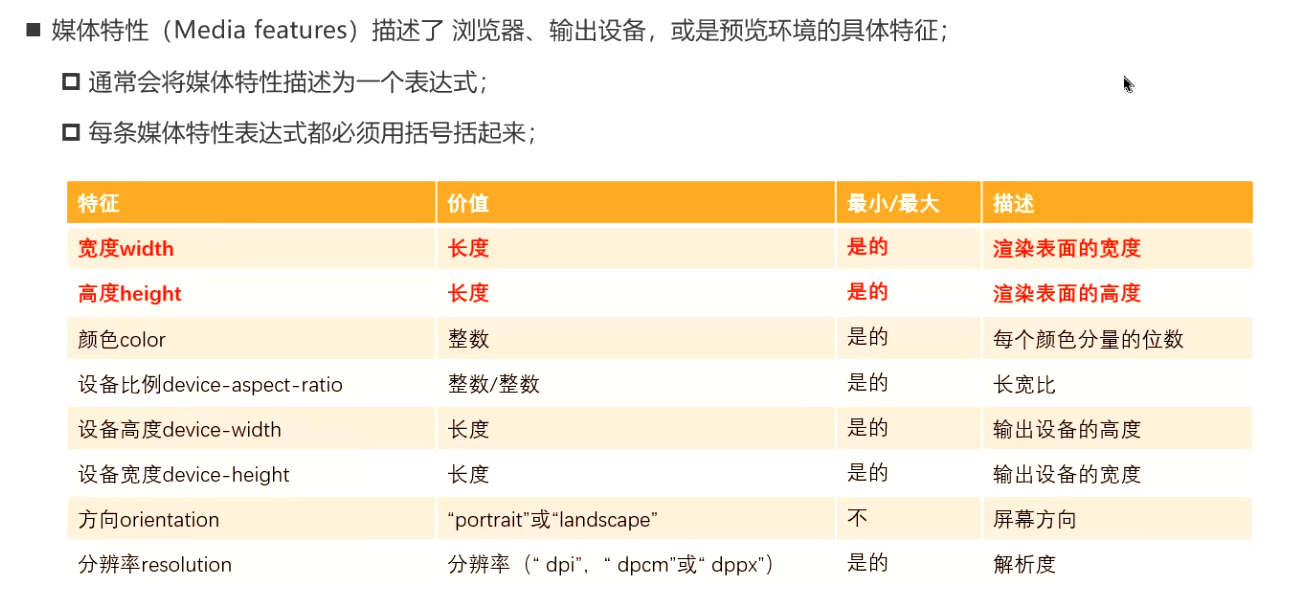 媒体特性（Media features）描述了 浏览器、输出设备，或是预览环境的具体特征；
通常会将媒体特性描述为一个表达式；
每条媒体特性表达式都必须用括号括起来；
特征 价值 最小/最大 描述
宽度width 长度 是的 渲染表面的宽度
高度height 长度 是的 渲染表面的高度
颜色color 整数 是的 每个颜色分量的位数
设备比例device-aspect-ratio 整数/整数 是的 长宽比
设备高度device-width 长度 是的 输出设备的高度
设备宽度device-height 长度 是的 输出设备的宽度
方向orientation “portrait”或“landscape” 不 屏幕方向
分辨率resolution 分辨率（“ dpi”，“ dpcm”或“ dppx”） 是的 解析度